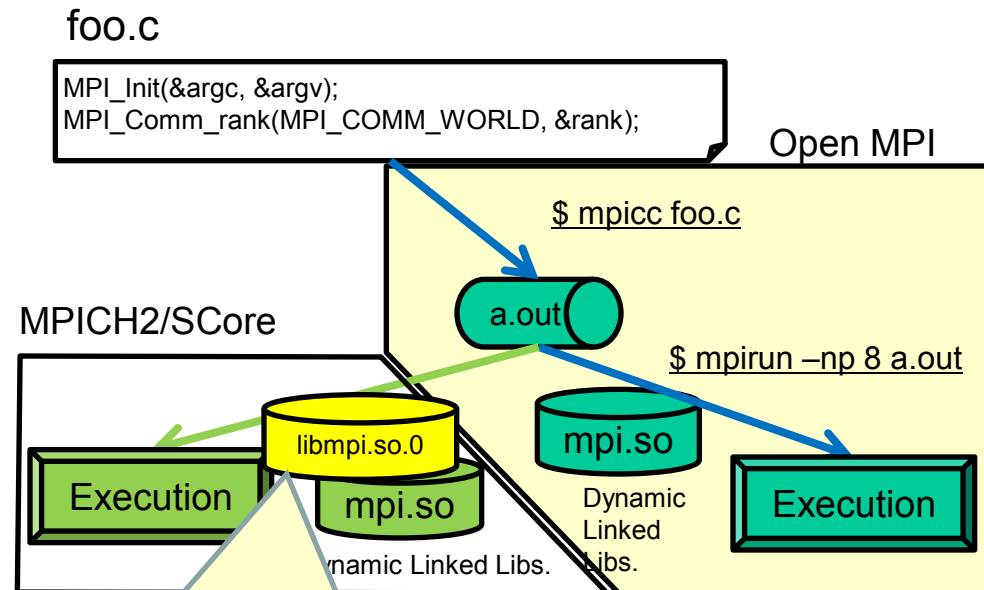 foo.c
MPI_Init(&argc, &argv);
MPI_Comm_rank(MPI_COMM_WORLD, &rank);
Open MPI
$ mpicc foo.c
a.out
MPICH2/SCore
$ mpirun –np 8 a.out
libmpi.so.0
mpi.so
Execution
mpi.so
Dynamic
Linked
Libs.
Execution
ynamic Linked Libs.